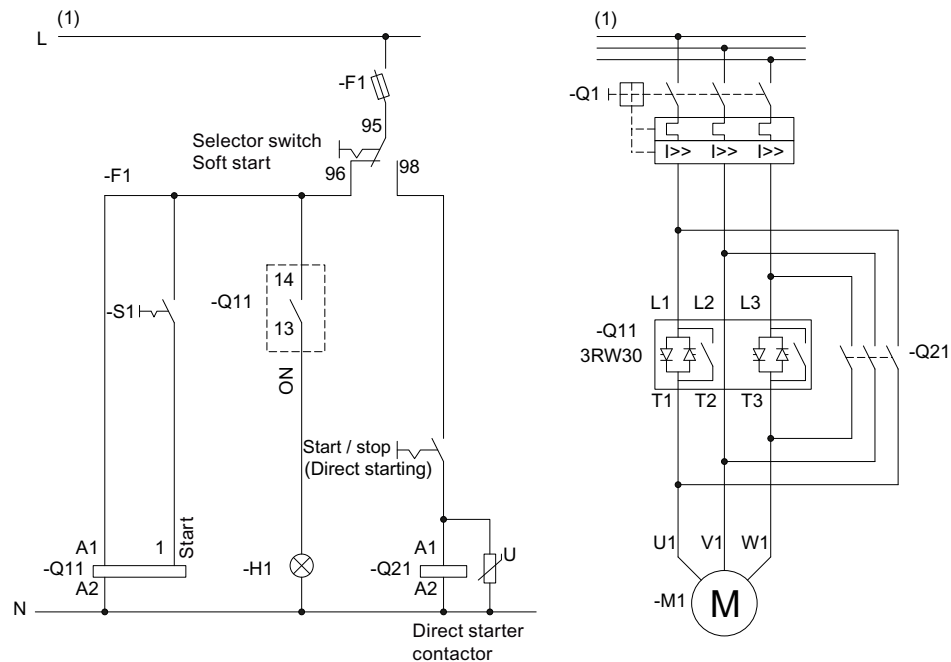 (1)
L
-F1
95
Selector switch
Soft start
96
98
-F1
14
-S1
-Q11
13
ON
Start / stop
(Direct starting)
Start
A1
1
-Q11
A2
-H1
A1
-Q21
A2
U
N
Direct starter
contactor
(1)
-Q1
I>> I>> I>>
L1 L2 L3
-Q11
3RW30
-Q21
T1 T2 T3
U1 V1 W1
-M1
M